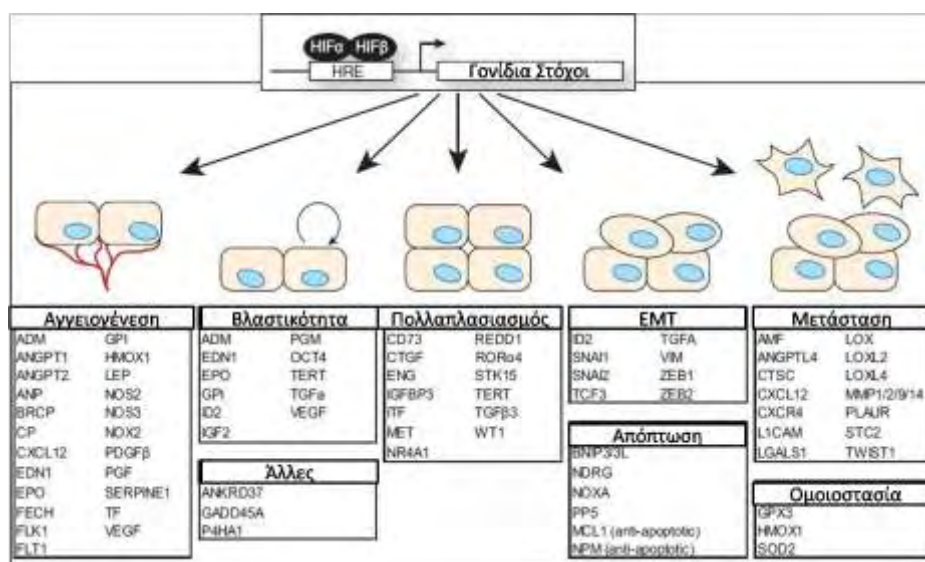 HIFα HIFβ
HRE
Γονίδια Στόχοι
Αγγειογένεση
ADM GPI
ANGPT1 HMOX1
ANGPT2 LEP
ANP NOS2
BRCP NOS3
CP NOX2
CXCL12 PDGFβ
EDN1 PGF
EPO SERPINE1
FECH TF
FLK1 VEGF
FLT1
Βλαστικότητα
ADM PGM
EDN1 OCT4
EPO TERT
GPI TGFa
ID2 VEGF
IGF2
Άλλες
ANKRD37
GADD45A
P4HA1
Πολλαπλασιασμός
CD73 REDD1
CTGF RORα4
ENG STK15
IGFBP3 TERT
ITF TGFβ3
MET WT1
NR4A1
EMT
ID2 TGFA
SNAI1 VIM
SNAI2 ZEB1
TCF3 ZEB2
Απόπτωση
BNIP3/3L
NDRG
NOXA
PP5
MCL1 (anti-apoptotic)
NPM (anti-apoptotic)
Μετάσταση
AMF LOX
ANGPTL4 LOXL2
CTSC LOXL4
CXCL12 MMP1/2/9/14
CXCR4 PLAUR
L1CAM STC2
LGALS1 TWIST1
Ομοιοστασία
GPX3
HMOX1
SOD2